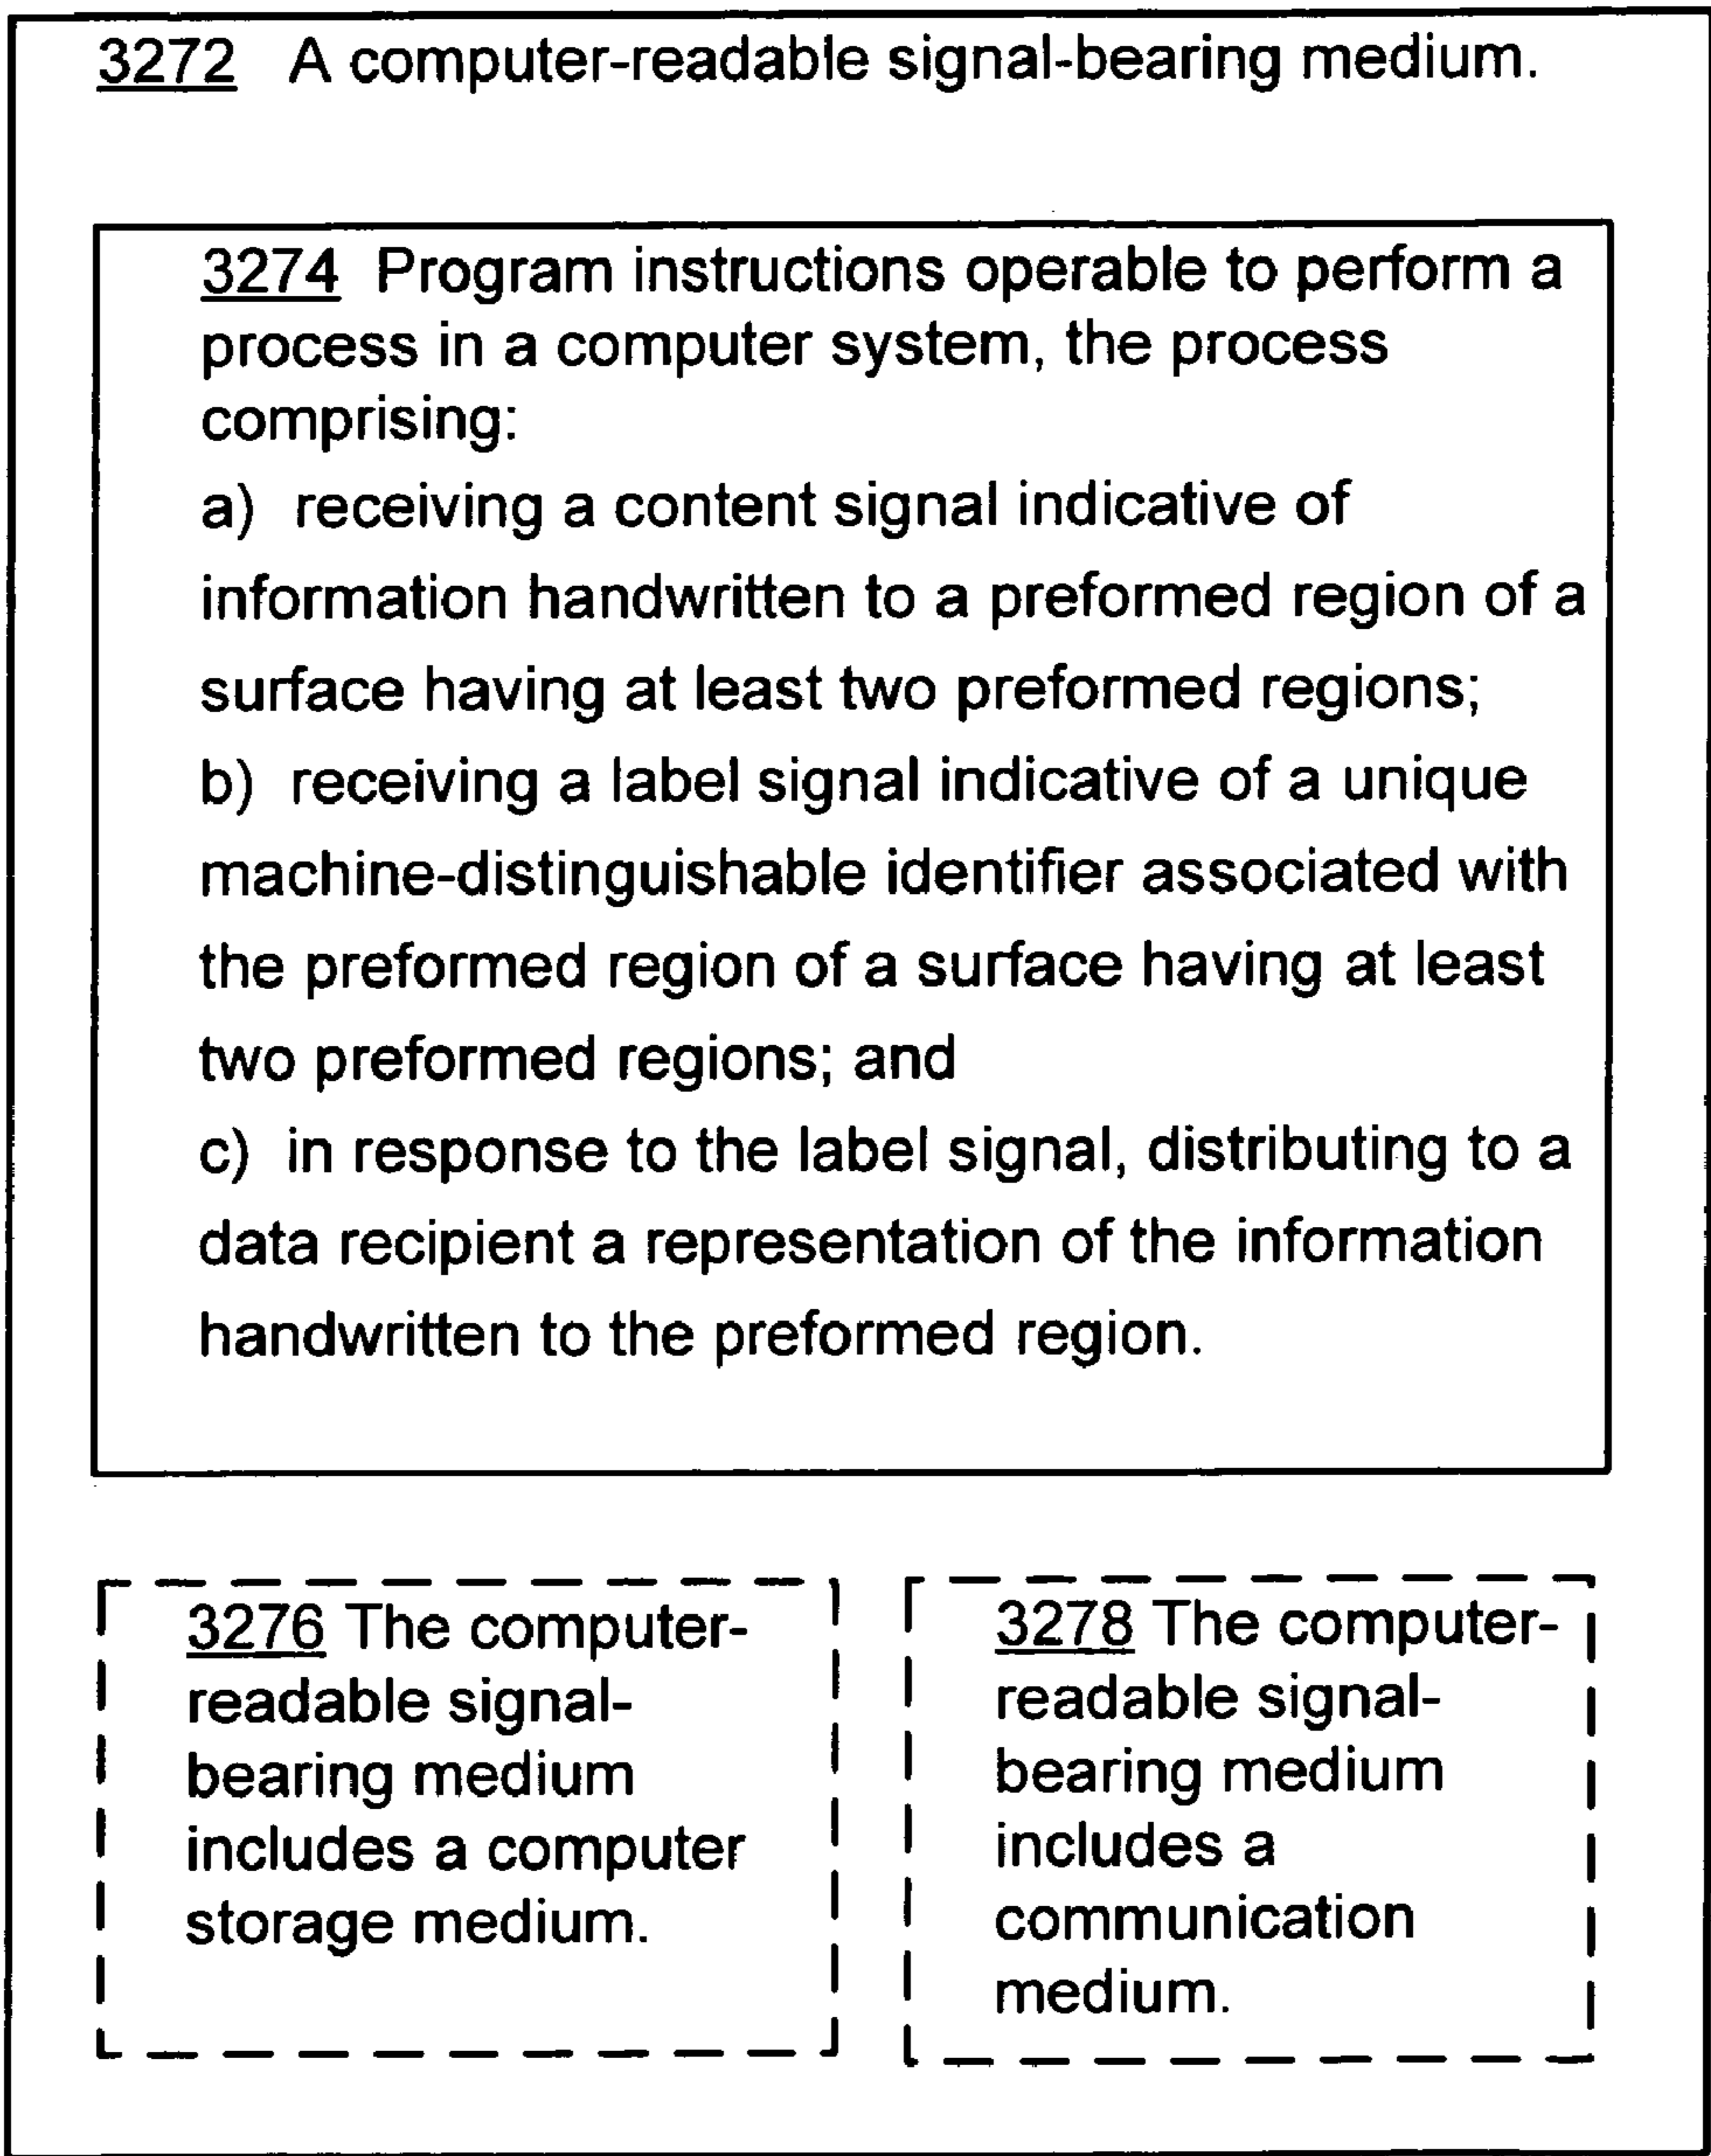 3272 A computer-readable signal-bearing medium.
3274 Program instructions operable to perform a
process in a computer system, the process
comprising:
a) receiving a content signal indicative of
information handwritten to a preformed region of a
surface having at least two preformed regions;
b) receiving a label signal indicative of a unique
machine-distinguishable identifier associated with
the preformed region of a surface having at least
two preformed regions; and
c) in response to the label signal, distributing to a
data recipient a representation of the information
handwritten to the preformed region.
3276 The computer-
readable signal-
bearing medium
includes a computer
storage medium.
3278 The computer-
readable signal-
bearing medium
includes a
communication
medium.